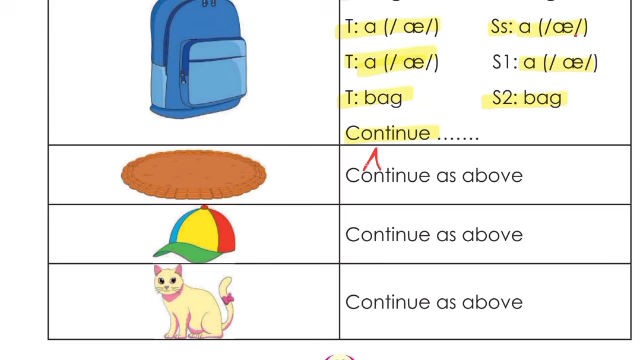 T: a (/ æ/) Ss: a (/æ/)
T: a (/ æ/) S1: a (/ æ/)
T: bag S2: bag
Continue …….
Continue as above
Continue as above
Continue as above